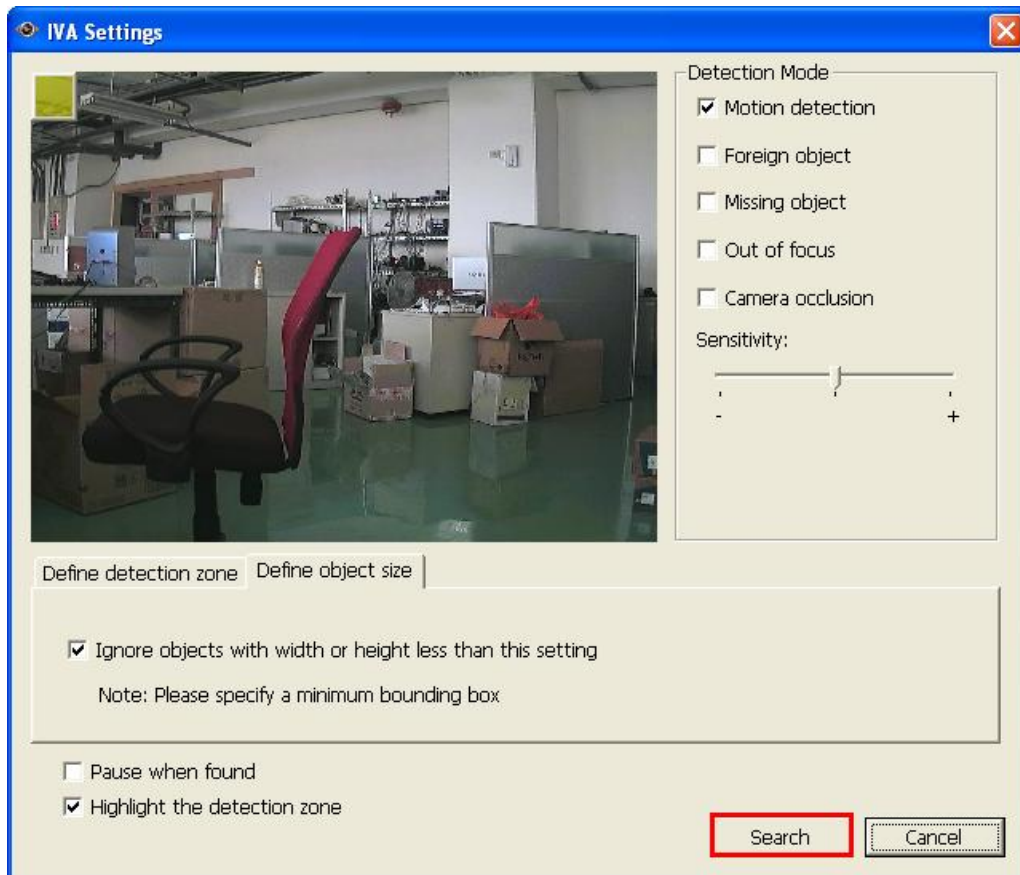 IVA Settings
Detection Mode
Motion detection
Foreign object
Missing object
Out of focus
Camera occlusion
Sensitivity:
- +
Define detection zone Define object size
Ignore objects with width or height less than this setting
Note: Please specify a minimum bounding box
Pause when found
Highlight the detection zone
Search Cancel